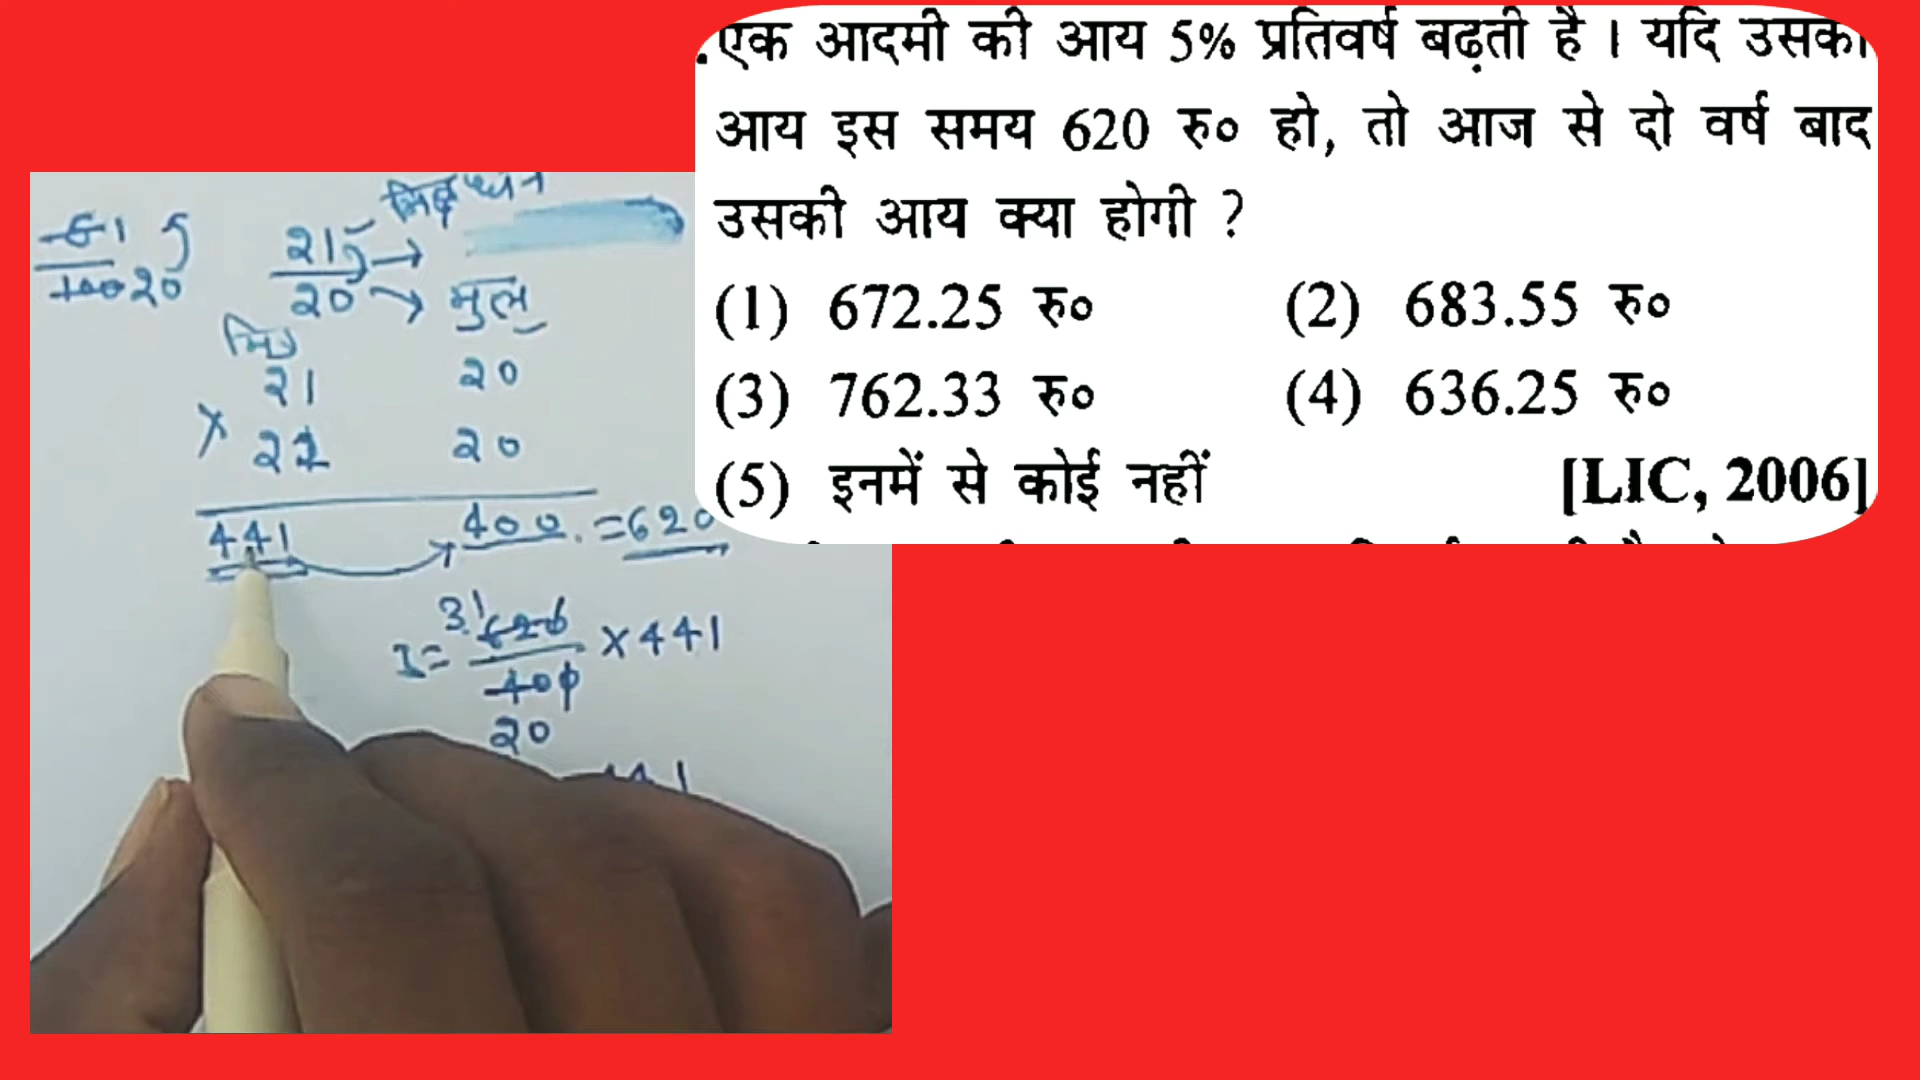 .एक आदमी की आय 5% प्रतिवर्ष बढ़ती है । यदि उसकी
आय इस समय 620 रु० हो, तो आज से दो वर्ष बाद
उसकी आय क्या होगी ?
(1) 672.25 रु० (2) 683.55 रु०
(3) 762.33 रु० (4) 636.25 रु०
(5) इनमें से कोई नहीं [LIC, 2006]
5 1 5
100 20
21 →
20 → मूल
मि
21 20
× 21 20
441 → 400. = 620
31
1 = 620 × 441
400
20